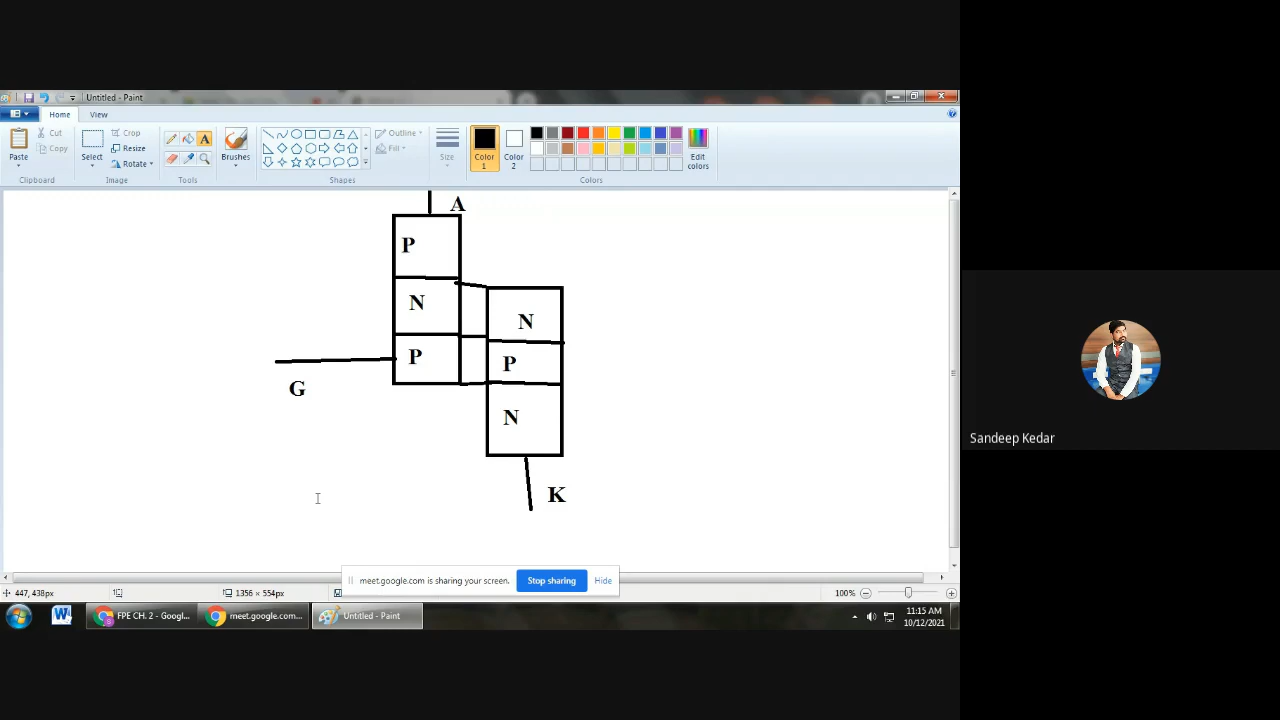 Untitled - Paint
Home
View
Paste
Cut
Copy
Clipboard
Select
Crop
Resize
Rotate
Image
Tools
A
Brushes
Shapes
Outline
Fill
Size
Color
1
Color
2
Edit
colors
Colors
A
P
N
P
G
N
P
N
K
Sandeep Kedar
meet.google.com is sharing your screen.
Stop sharing
Hide
447, 438px
1356 × 554px
100%
W
FPE CH. 2 - Googl...
meet.google.com...
Untitled - Paint
11:15 AM
10/12/2021